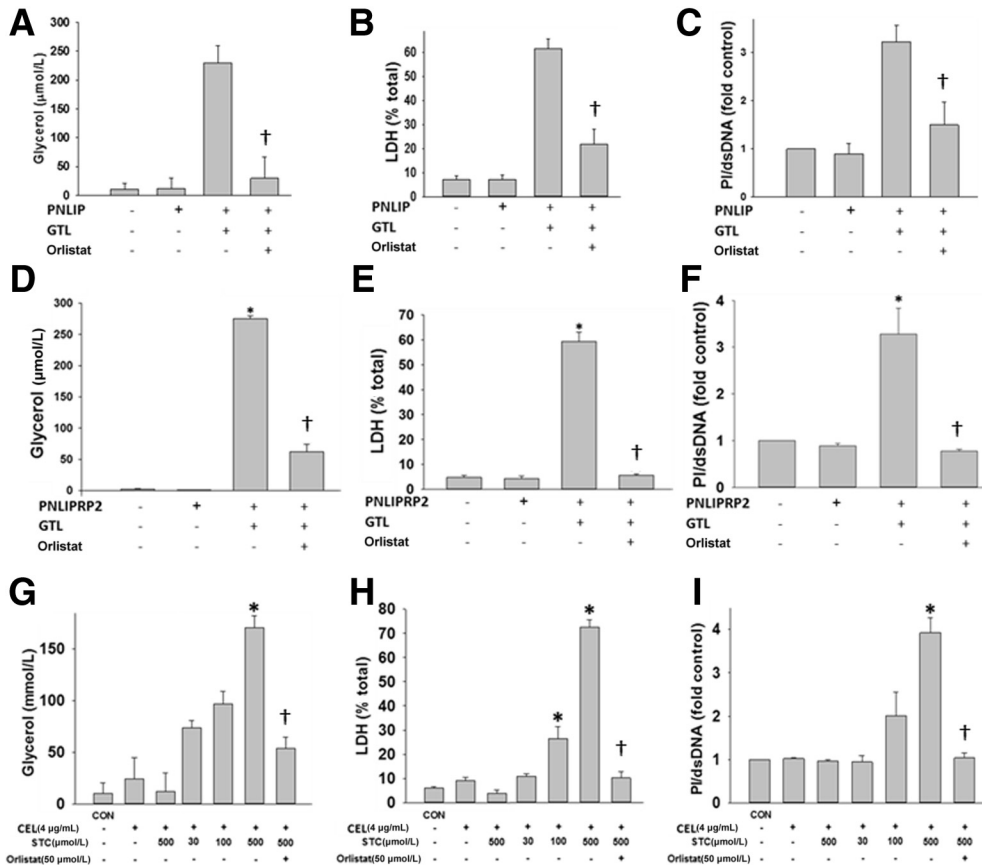 A
Glycerol (µmol/L)
300
250
200
150
100
50
0
†
PNLIP - + + +
GTL - - + +
Orlistat - - - +
B
LDH (% total)
60
50
40
30
20
10
0
†
PNLIP - + + +
GTL - - + +
Orlistat - - - +
C
PI/dsDNA (fold control)
3
2
1
0
†
PNLIP - + + +
GTL - - + +
Orlistat - - - +
D
Glycerol (µmol/L)
300
250
200
150
100
50
0
*
†
PNLIPRP2 - + + +
GTL - - + +
Orlistat - - - +
E
LDH (% total)
70
60
50
40
30
20
10
0
*
†
PNLIPRP2 - + + +
GTL - - + +
Orlistat - - - +
F
PI/dsDNA (fold control)
4
3
2
1
0
*
†
PNLIPRP2 - + + +
GTL - - + +
Orlistat - - - +
G
Glycerol (mmol/L)
150
100
50
0
*
†
CON
CEL(4 µg/mL) - + + + + + +
STC(µmol/L) - - 500 30 100 500 500
Orlistat(50 µmol/L) - - - - - - +
H
LDH (% total)
80
70
60
50
40
30
20
10
0
*
*
†
CON
CEL(4 µg/mL) - + + + + + +
STC(µmol/L) - - 500 30 100 500 500
Orlistat(50 µmol/L) - - - - - - +
I
PI/dsDNA (fold control)
4
3
2
1
0
*
†
CON
CEL(4 µg/mL) - + + + + + +
STC(µmol/L) - - 500 30 100 500 500
Orlistat(50 µmol/L) - - - - - - +